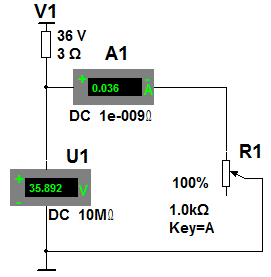 V1
36 V
3 Ω
A1
+ 0.036 A
-
DC 1e-009Ω
U1
+ 35.892 V
-
DC 10MΩ
R1
100%
1.0kΩ
Key=A